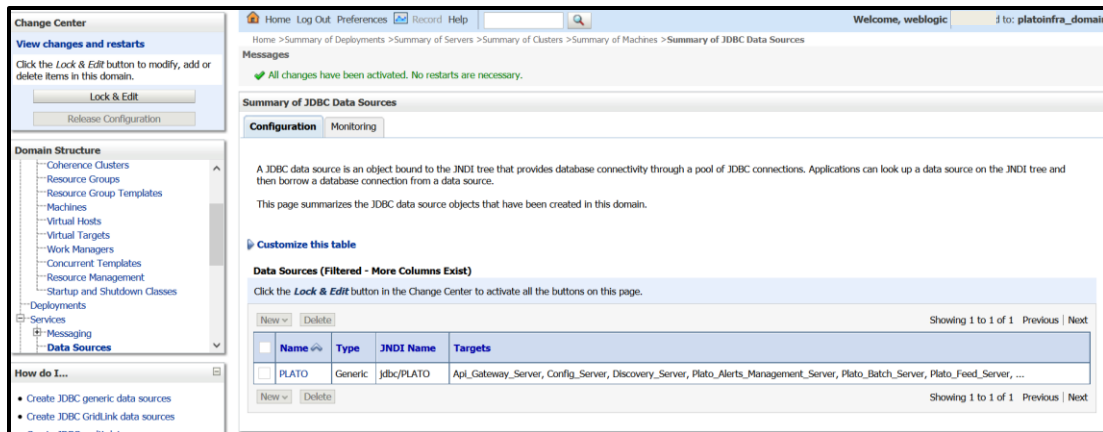 Change Center
View changes and restarts
Click the Lock & Edit button to modify, add or
delete items in this domain.
Lock & Edit
Release Configuration
Domain Structure
Coherence Clusters
Resource Groups
Resource Group Templates
Machines
Virtual Hosts
Virtual Targets
Work Managers
Concurrent Templates
Resource Management
Startup and Shutdown Classes
Deployments
Services
Messaging
Data Sources
How do I...
Create JDBC generic data sources
Create JDBC GridLink data sources
Home Log Out Preferences Record Help
Welcome, weblogic
d to: platoinfra_domain
Home >Summary of Deployments >Summary of Servers >Summary of Clusters >Summary of Machines >Summary of JDBC Data Sources
Messages
All changes have been activated. No restarts are necessary.
Summary of JDBC Data Sources
Configuration Monitoring
A JDBC data source is an object bound to the JNDI tree that provides database connectivity through a pool of JDBC connections. Applications can look up a data source on the JNDI tree and
then borrow a database connection from a data source.
This page summarizes the JDBC data source objects that have been created in this domain.
Customize this table
Data Sources (Filtered - More Columns Exist)
Click the Lock & Edit button in the Change Center to activate all the buttons on this page.
New Delete Showing 1 to 1 of 1 Previous | Next
Name Type JNDI Name Targets
PLATO Generic jdbc/PLATO Api_Gateway_Server, Config_Server, Discovery_Server, Plato_Alerts_Management_Server, Plato_Batch_Server, Plato_Feed_Server, ...
New Delete Showing 1 to 1 of 1 Previous | Next